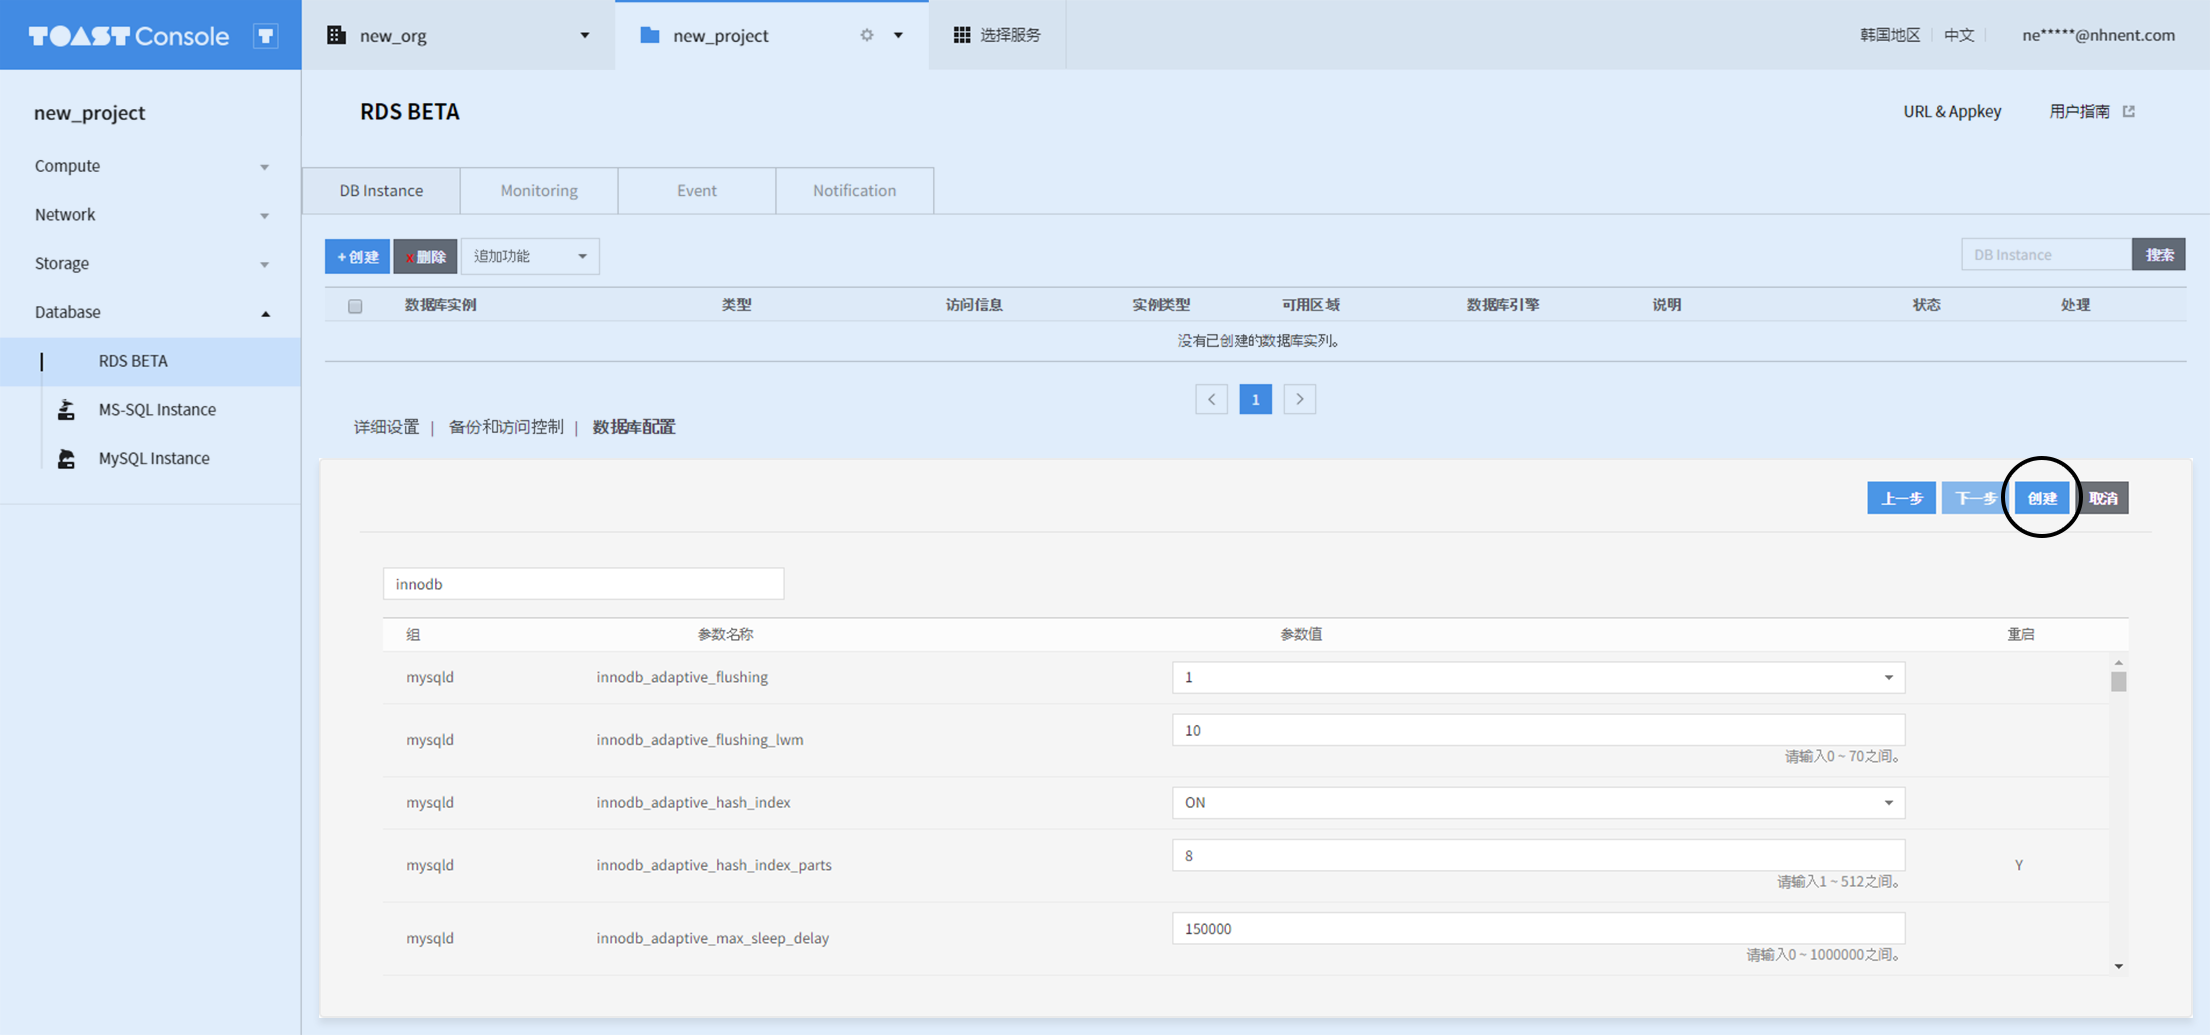 TOAST Console T
new_org
new_project
选择服务
韩国地区 中文 ne*****@nhnent.com
new_project
Compute
Network
Storage
Database
RDS BETA
MS-SQL Instance
MySQL Instance
RDS BETA
URL & Appkey 用户指南
DB Instance Monitoring Event Notification
+创建 x删除 追加功能
DB Instance 搜索
数据库实例 类型 访问信息 实例类型 可用区域 数据库引擎 说明 状态 处理
没有已创建的数据库实列。
< 1 >
详细设置 | 备份和访问控制 | 数据库配置
上一步 下一步 创建 取消
innodb
组 参数名称 参数值 重启
mysqld innodb_adaptive_flushing 1
mysqld innodb_adaptive_flushing_lwm 10
请输入0 ~ 70之间。
mysqld innodb_adaptive_hash_index ON
mysqld innodb_adaptive_hash_index_parts 8 Y
请输入1 ~ 512之间。
mysqld innodb_adaptive_max_sleep_delay 150000
请输入0 ~ 1000000之间。